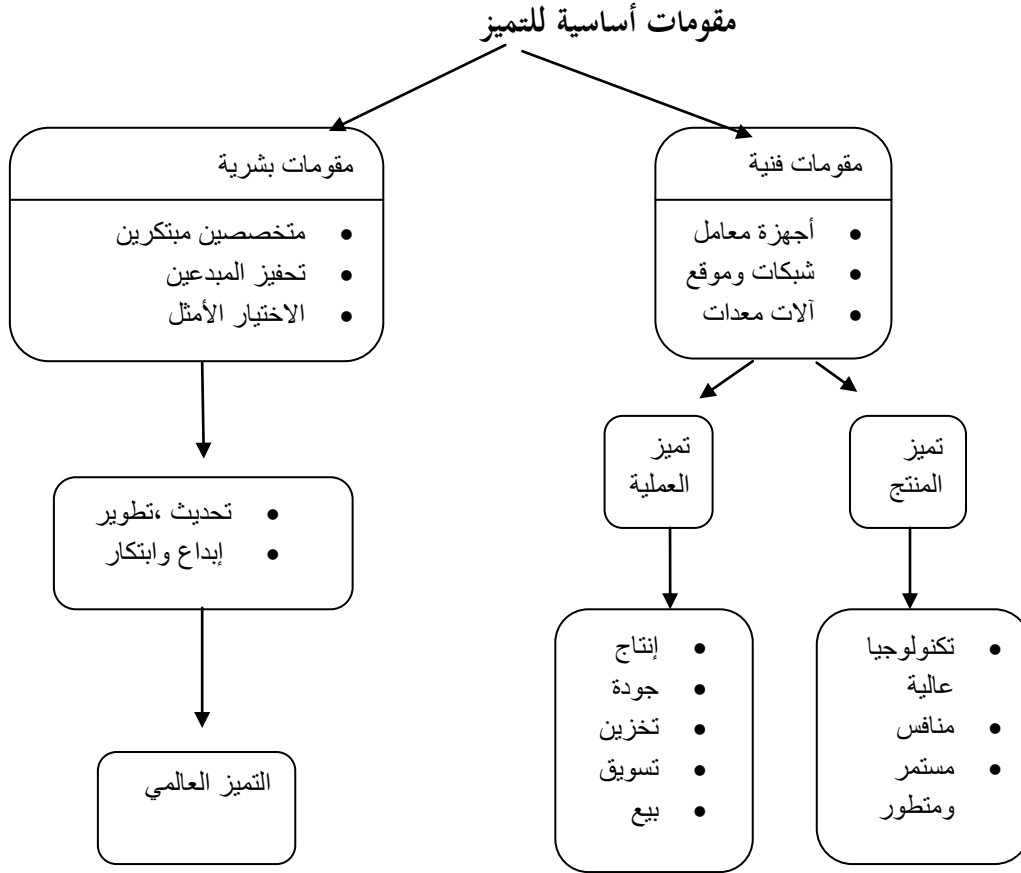 مقومات أساسية للتميز
مقومات فنية
أجهزة معامل
شبكات وموقع
آلات معدات
مقومات بشرية
متخصصين مبتكرين
تحفيز المبدعين
الاختيار الأمثل
تميز
المنتج
تميز
العملية
تحديث ،تطوير
إبداع وابتكار
تكنولوجيا
عالية
منافس
مستمر
ومتطور
إنتاج
جودة
تخزين
تسويق
بيع
التميز العالمي